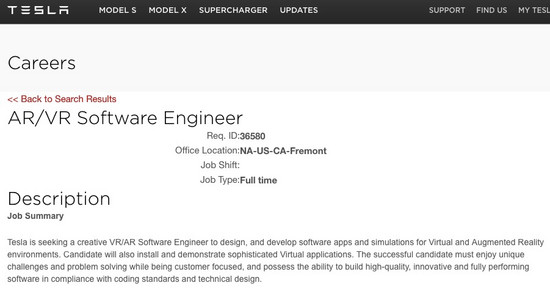 TESLA MODEL S MODEL X SUPERCHARGER UPDATES SUPPORT FIND US MY TESL
Careers
<< Back to Search Results
AR/VR Software Engineer
Req. ID:36580
Office Location:NA-US-CA-Fremont
Job Shift:
Job Type:Full time
Description
Job Summary
Tesla is seeking a creative VR/AR Software Engineer to design, and develop software apps and simulations for Virtual and Augmented Reality
environments. Candidate will also install and demonstrate sophisticated Virtual applications. The successful candidate must enjoy unique
challenges and problem solving while being customer focused, and possess the ability to build high-quality, innovative and fully performing
software in compliance with coding standards and technical design.